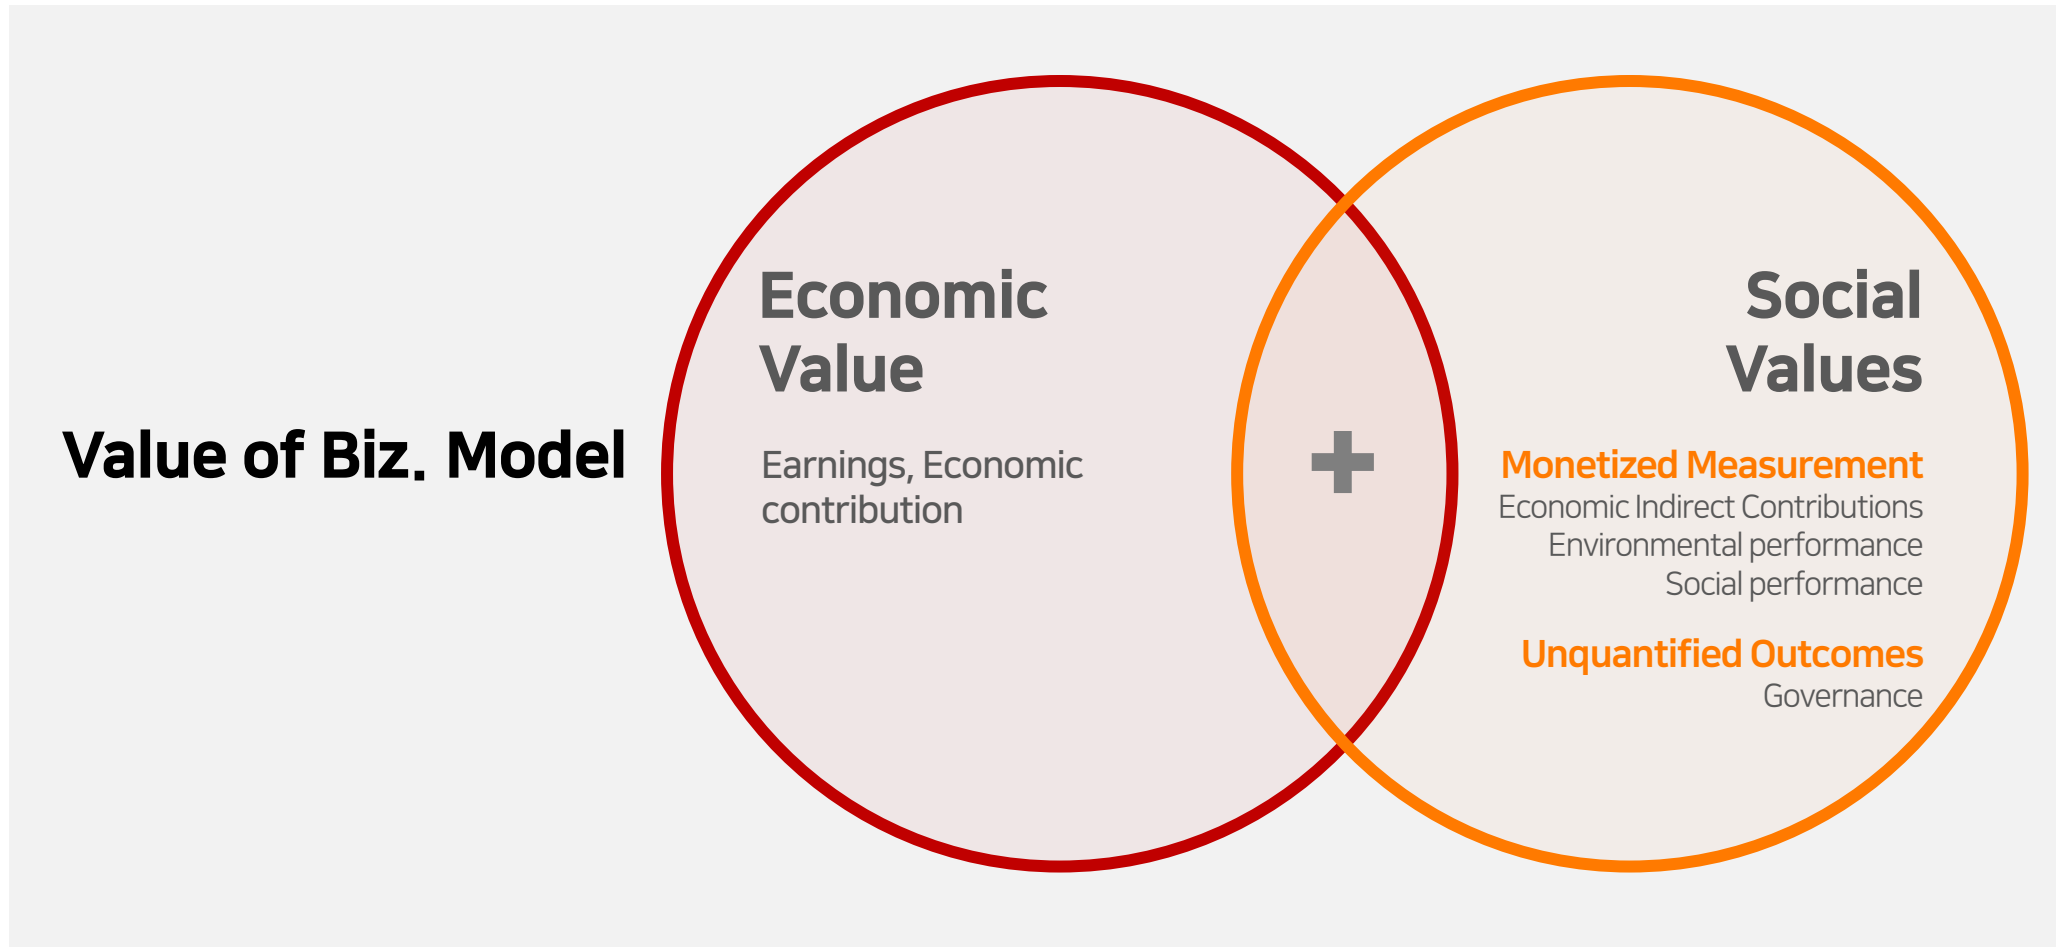 Value of Biz. Model
Economic
Value
Earnings, Economic
contribution
+
Social
Values
Monetized Measurement
Economic Indirect Contributions
Environmental performance
Social performance
Unquantified Outcomes
Governance